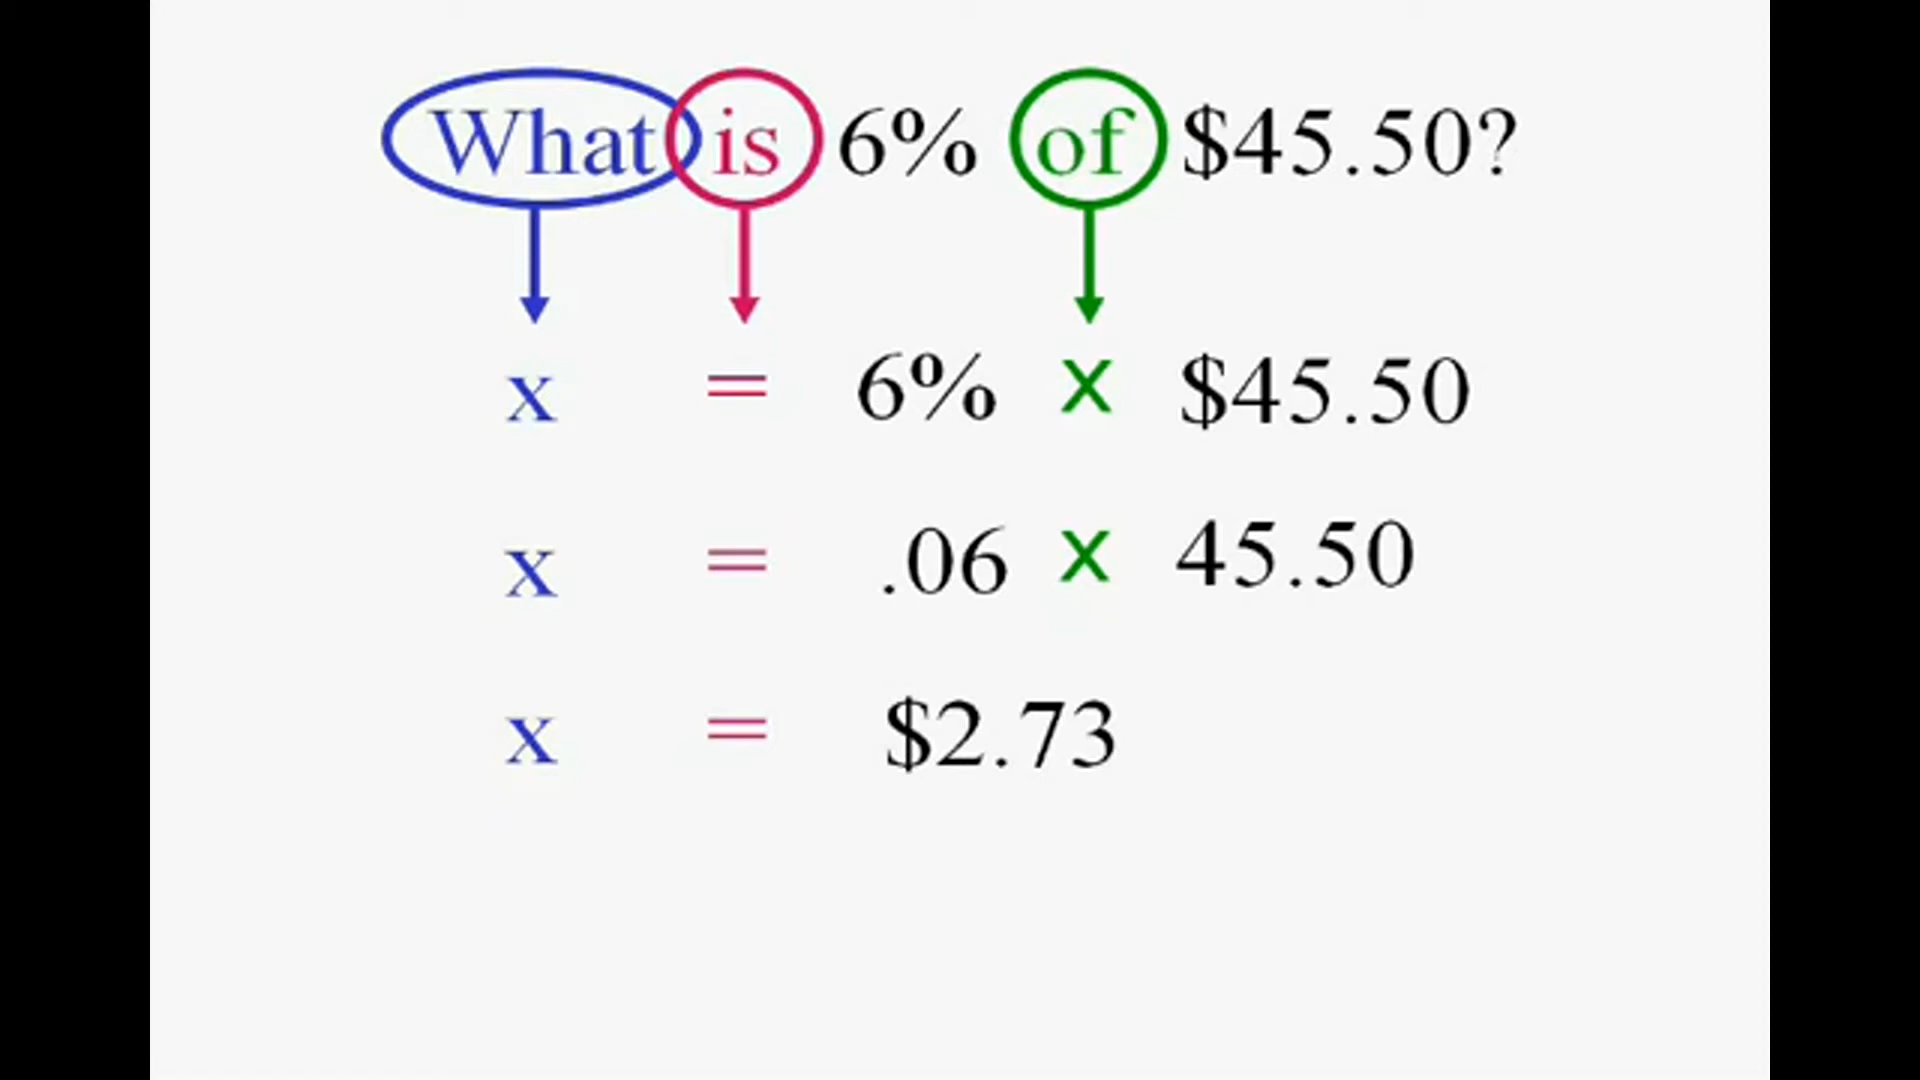 What is 6% of $45.50?
x = 6% x $45.50
x = .06 x 45.50
x = $2.73